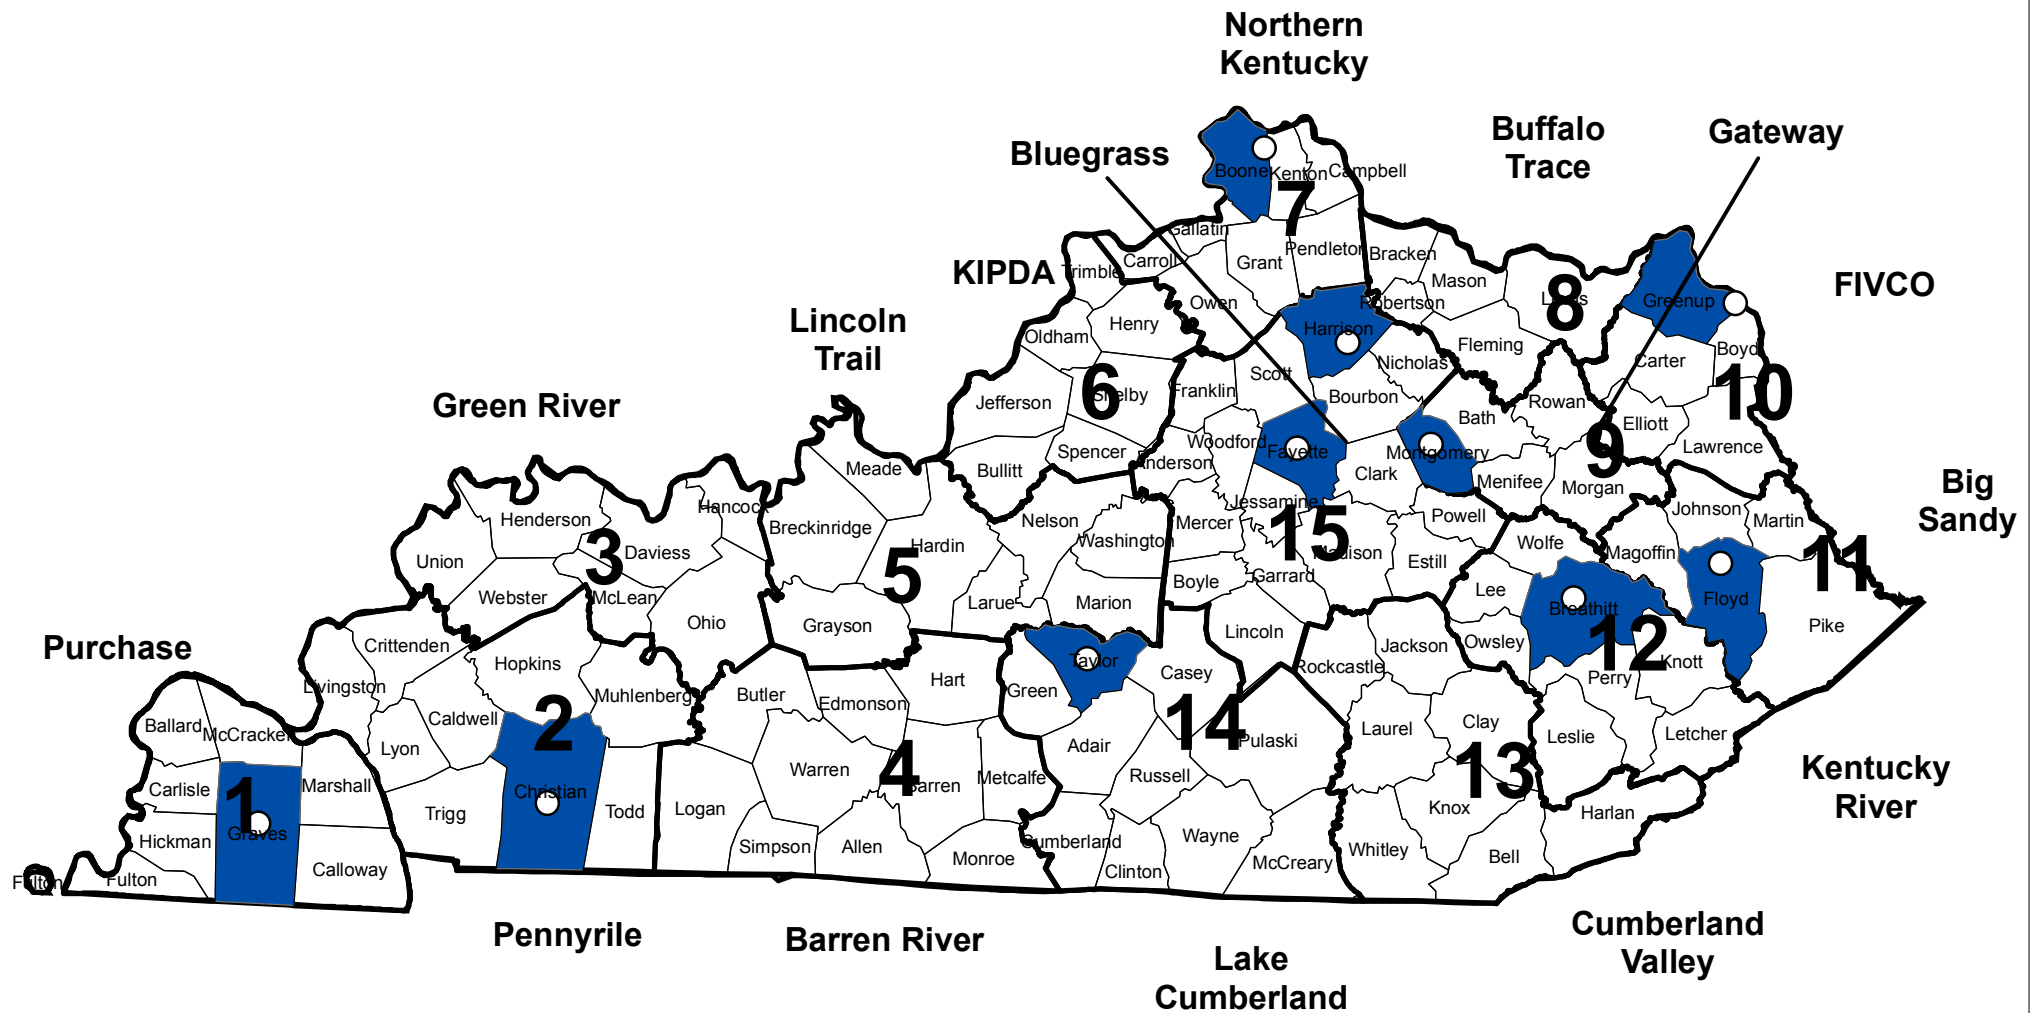 Northern
Kentucky
Buffalo
Trace
Gateway
Bluegrass
KIPDA
FIVCO
Lincoln
Trail
Green River
Big
Sandy
Purchase
Kentucky
River
Pennyrile
Barren River
Cumberland
Valley
Lake
Cumberland
Boone
Kenton
Campbell
7
Gallatin
Pendleton
Grant
Carroll
Owen
Trimble
Henry
Oldham
6
Shelby
Jefferson
Spencer
Bullitt
Bracken
Mason
Robertson
8
Lewis
Fleming
Greenup
Carter
Boyd
10
Elliott
Lawrence
Rowan
Bath
9
Morgan
Menifee
Montgomery
Harrison
Nicholas
Scott
Bourbon
Franklin
Woodford
Fayette
Anderson
Clark
Jessamine
15
Powell
Mercer
Madison
Estill
Garrard
Boyle
Lincoln
Meade
Breckinridge
Hardin
5
Nelson
Washington
Larue
Marion
Grayson
Hancock
Henderson
3
Daviess
Union
Webster
McLean
Ohio
Crittenden
Hopkins
Livingston
Muhlenberg
Caldwell
2
Lyon
Christian
Trigg
Todd
Ballard
McCracken
Carlisle
1
Marshall
Graves
Hickman
Calloway
Fulton
Fulton
Butler
Edmonson
Hart
Warren
4
Barren
Metcalfe
Logan
Simpson
Allen
Monroe
Taylor
Green
Casey
14
Adair
Pulaski
Russell
Cumberland
Wayne
Clinton
McCreary
Rockcastle
Jackson
Laurel
Clay
13
Knox
Whitley
Bell
Harlan
Wolfe
Lee
Owsley
Breathitt
12
Perry
Knott
Leslie
Letcher
Johnson
Martin
Magoffin
11
Floyd
Pike